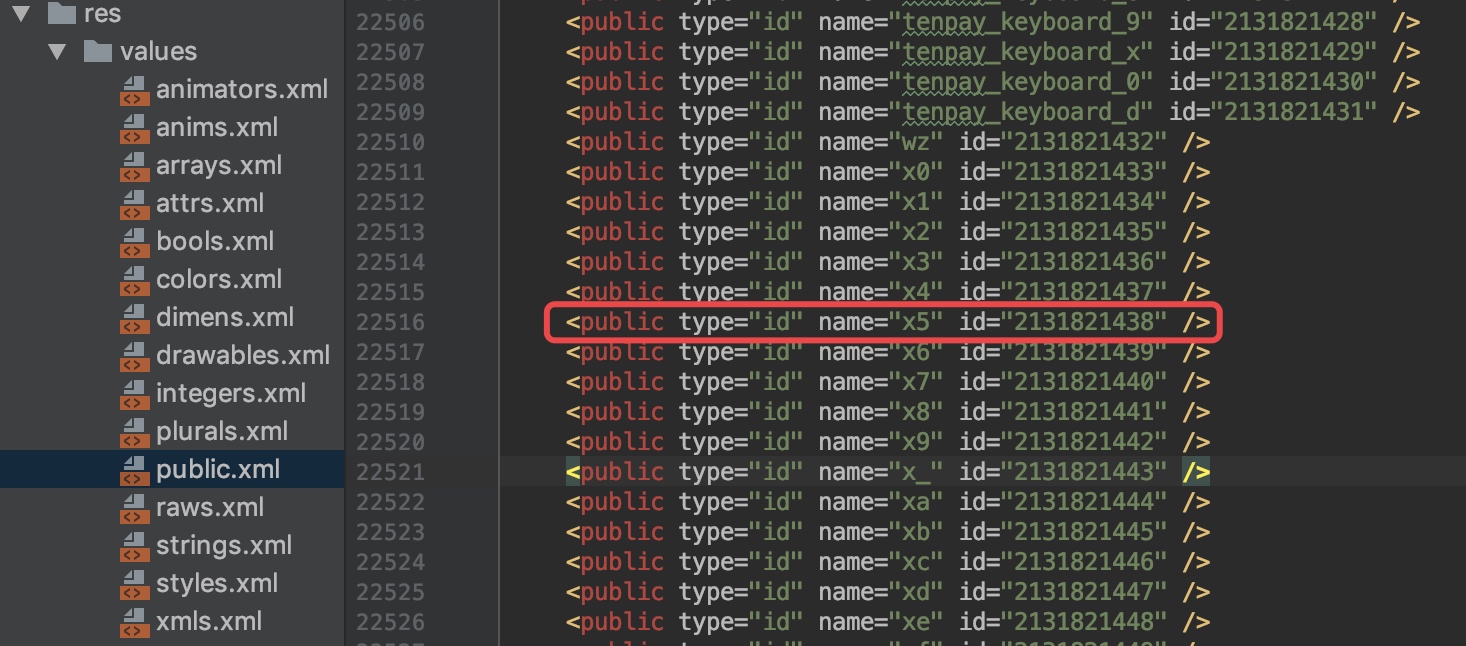 res
values
animators.xml
anims.xml
arrays.xml
attrs.xml
bools.xml
colors.xml
dimens.xml
drawables.xml
integers.xml
plurals.xml
public.xml
raws.xml
strings.xml
styles.xml
xmls.xml
22506 <public type="id" name="tenpay_keyboard_9" id="2131821428" />
22507 <public type="id" name="tenpay_keyboard_x" id="2131821429" />
22508 <public type="id" name="tenpay_keyboard_0" id="2131821430" />
22509 <public type="id" name="tenpay_keyboard_d" id="2131821431" />
22510 <public type="id" name="wz" id="2131821432" />
22511 <public type="id" name="x0" id="2131821433" />
22512 <public type="id" name="x1" id="2131821434" />
22513 <public type="id" name="x2" id="2131821435" />
22514 <public type="id" name="x3" id="2131821436" />
22515 <public type="id" name="x4" id="2131821437" />
22516 <public type="id" name="x5" id="2131821438" />
22517 <public type="id" name="x6" id="2131821439" />
22518 <public type="id" name="x7" id="2131821440" />
22519 <public type="id" name="x8" id="2131821441" />
22520 <public type="id" name="x9" id="2131821442" />
22521 <public type="id" name="x_" id="2131821443" />
22522 <public type="id" name="xa" id="2131821444" />
22523 <public type="id" name="xb" id="2131821445" />
22524 <public type="id" name="xc" id="2131821446" />
22525 <public type="id" name="xd" id="2131821447" />
22526 <public type="id" name="xe" id="2131821448" />